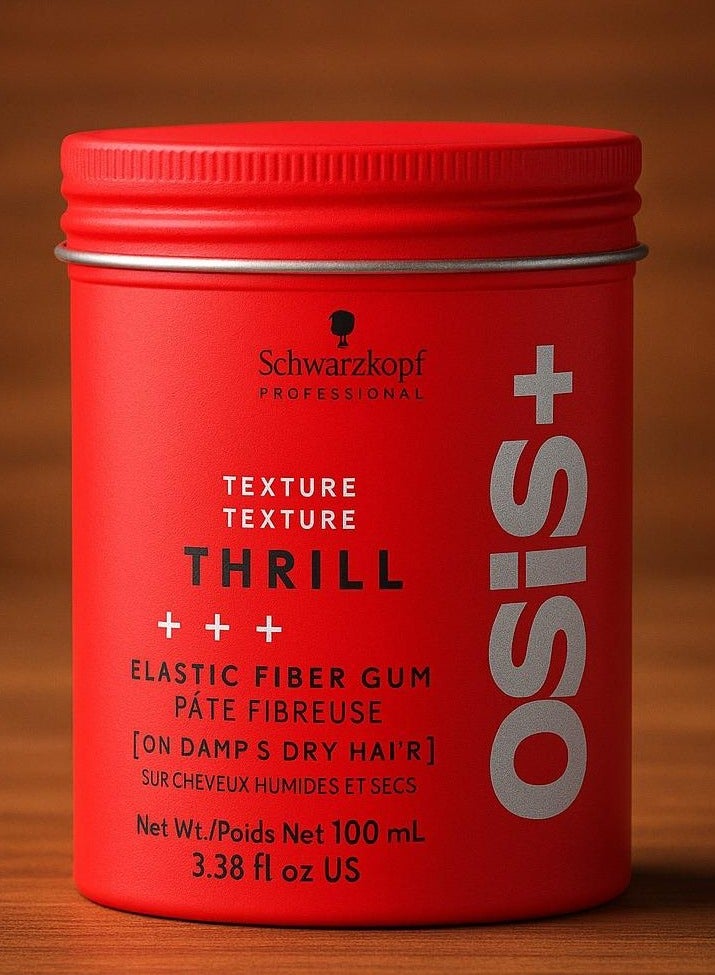 Schwarzkopf
PROFESSIONAL
TEXTURE
TEXTURE
THRILL
+ + +
ELASTIC FIBER GUM
PÁTE FIBREUSE
[ON DAMP S DRY HAI'R]
SUR CHEVEUX HUMIDES ET SECS
Net Wt./Poids Net 100 mL
3.38 fl oz US
OSiS+